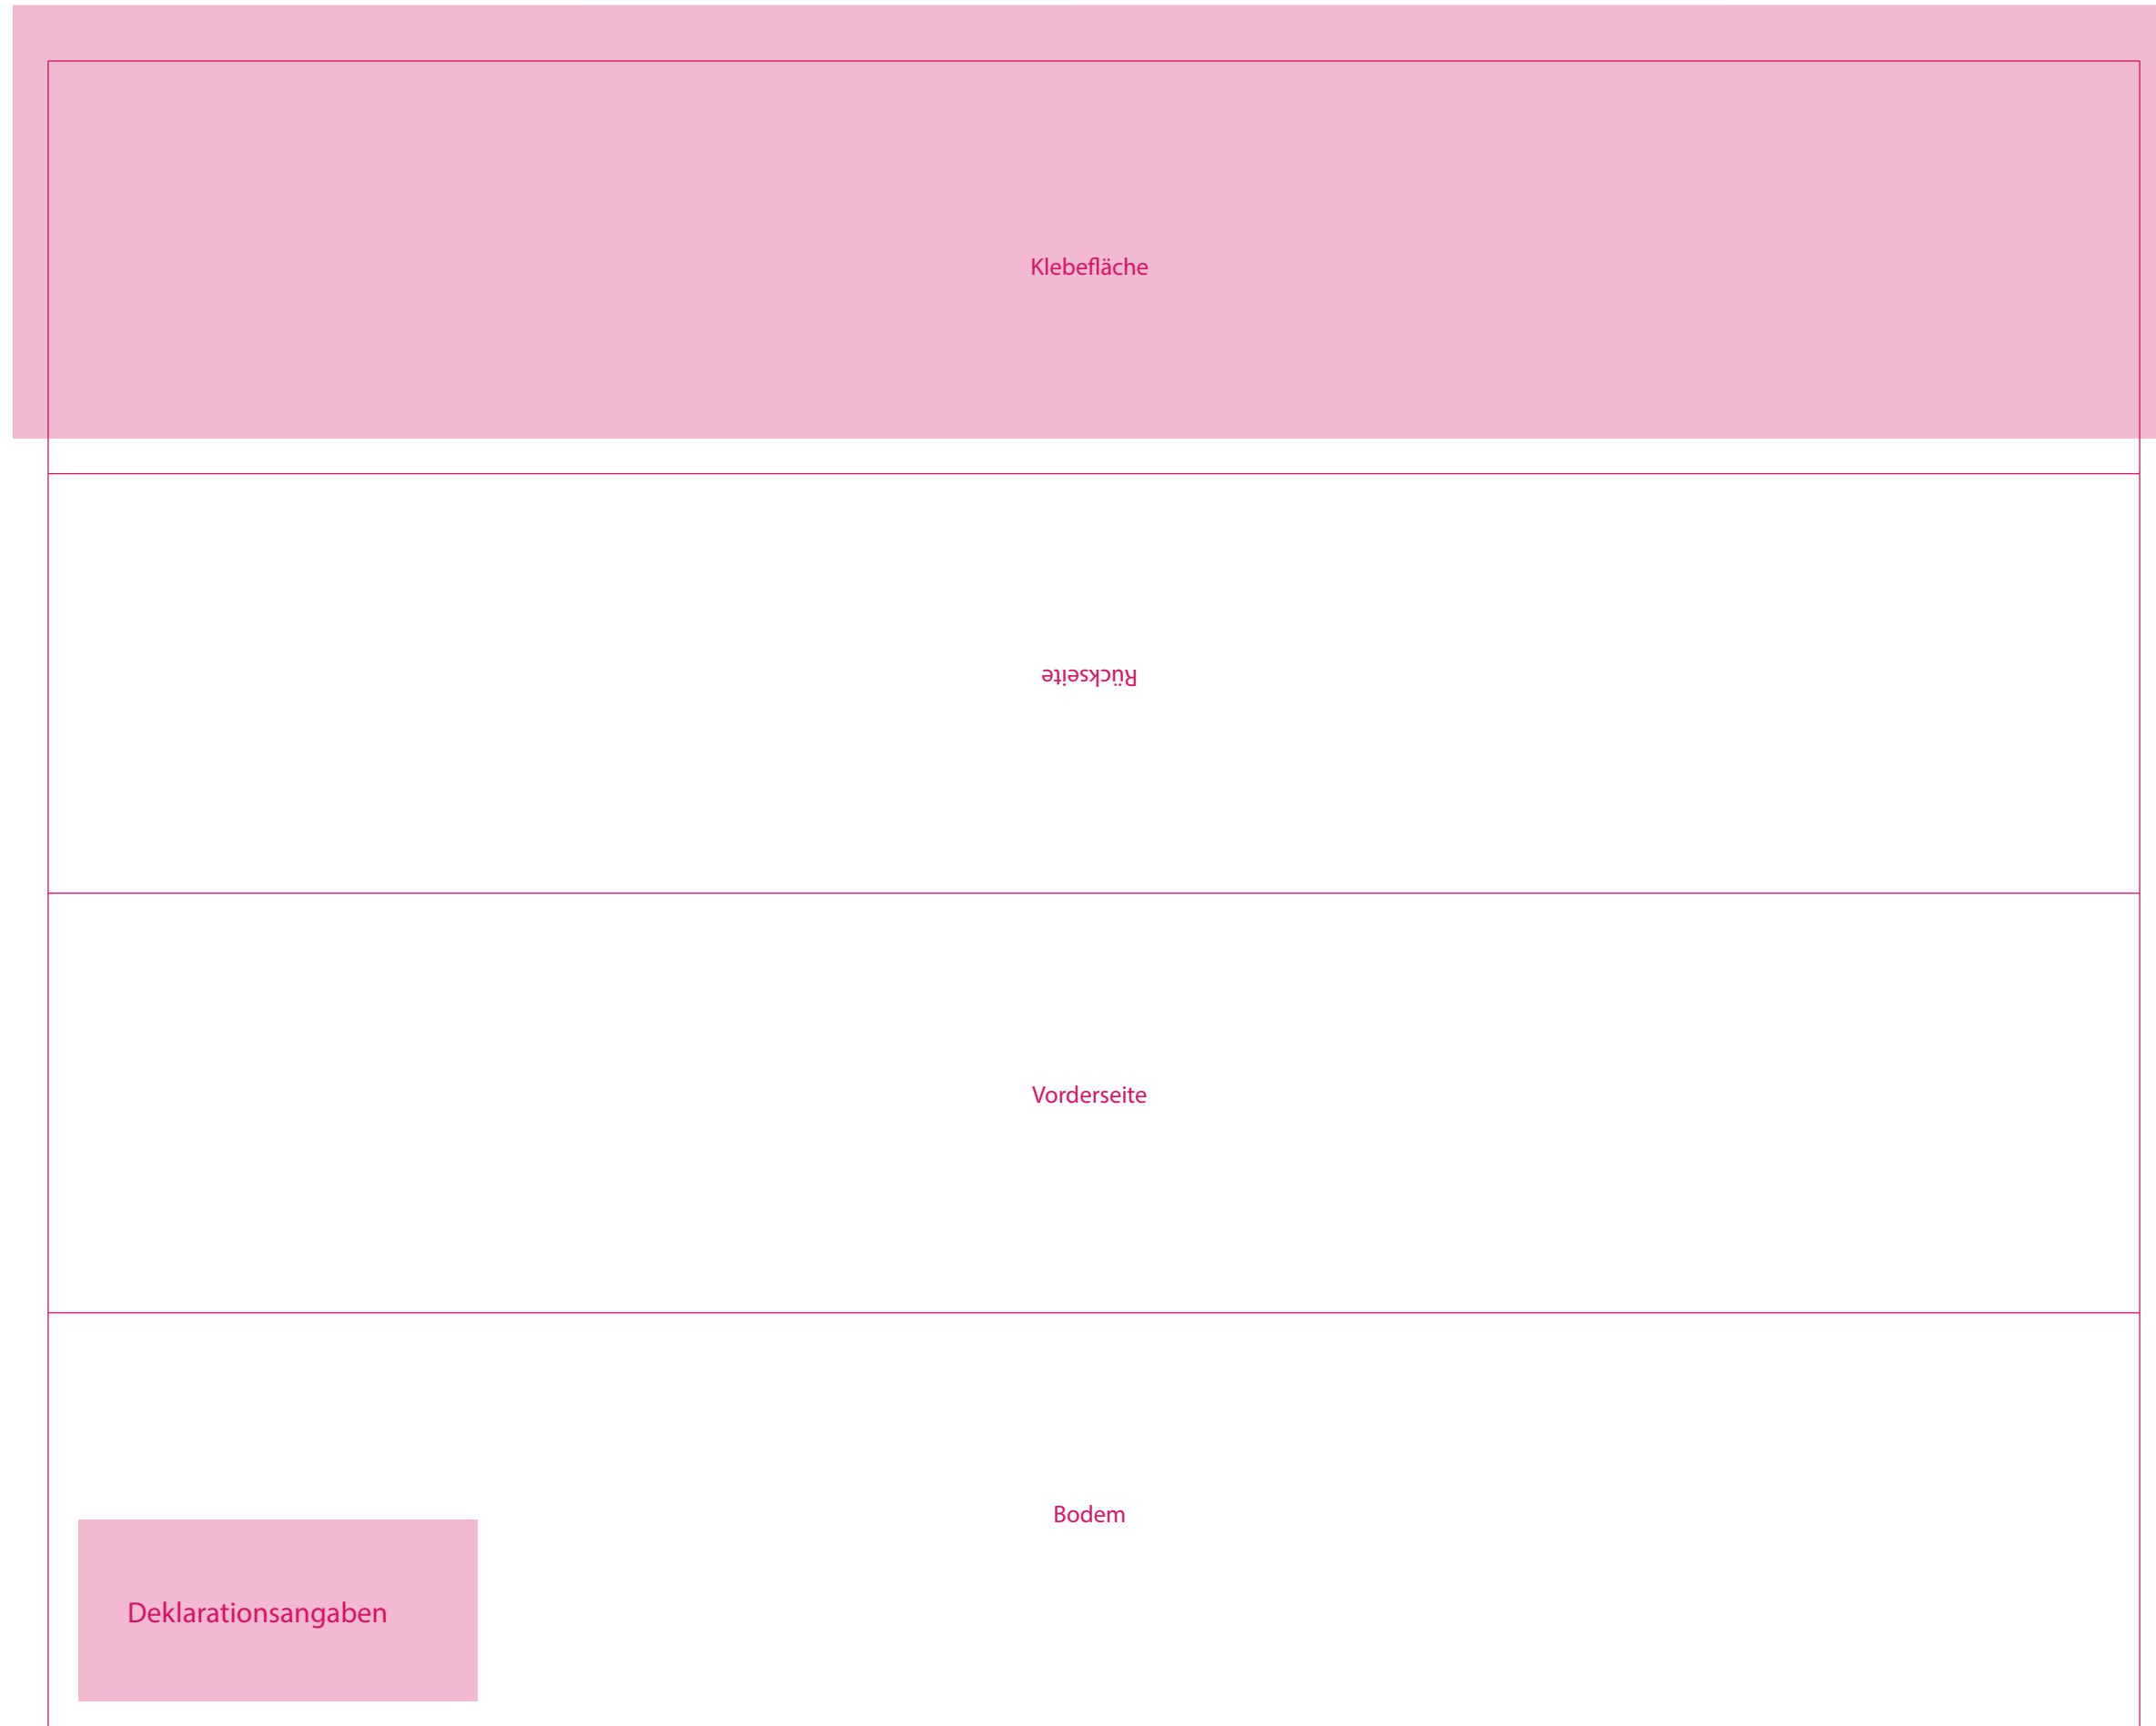 Klebefläche
Rückseite
Vorderseite
Bodem
Deklarationsangaben